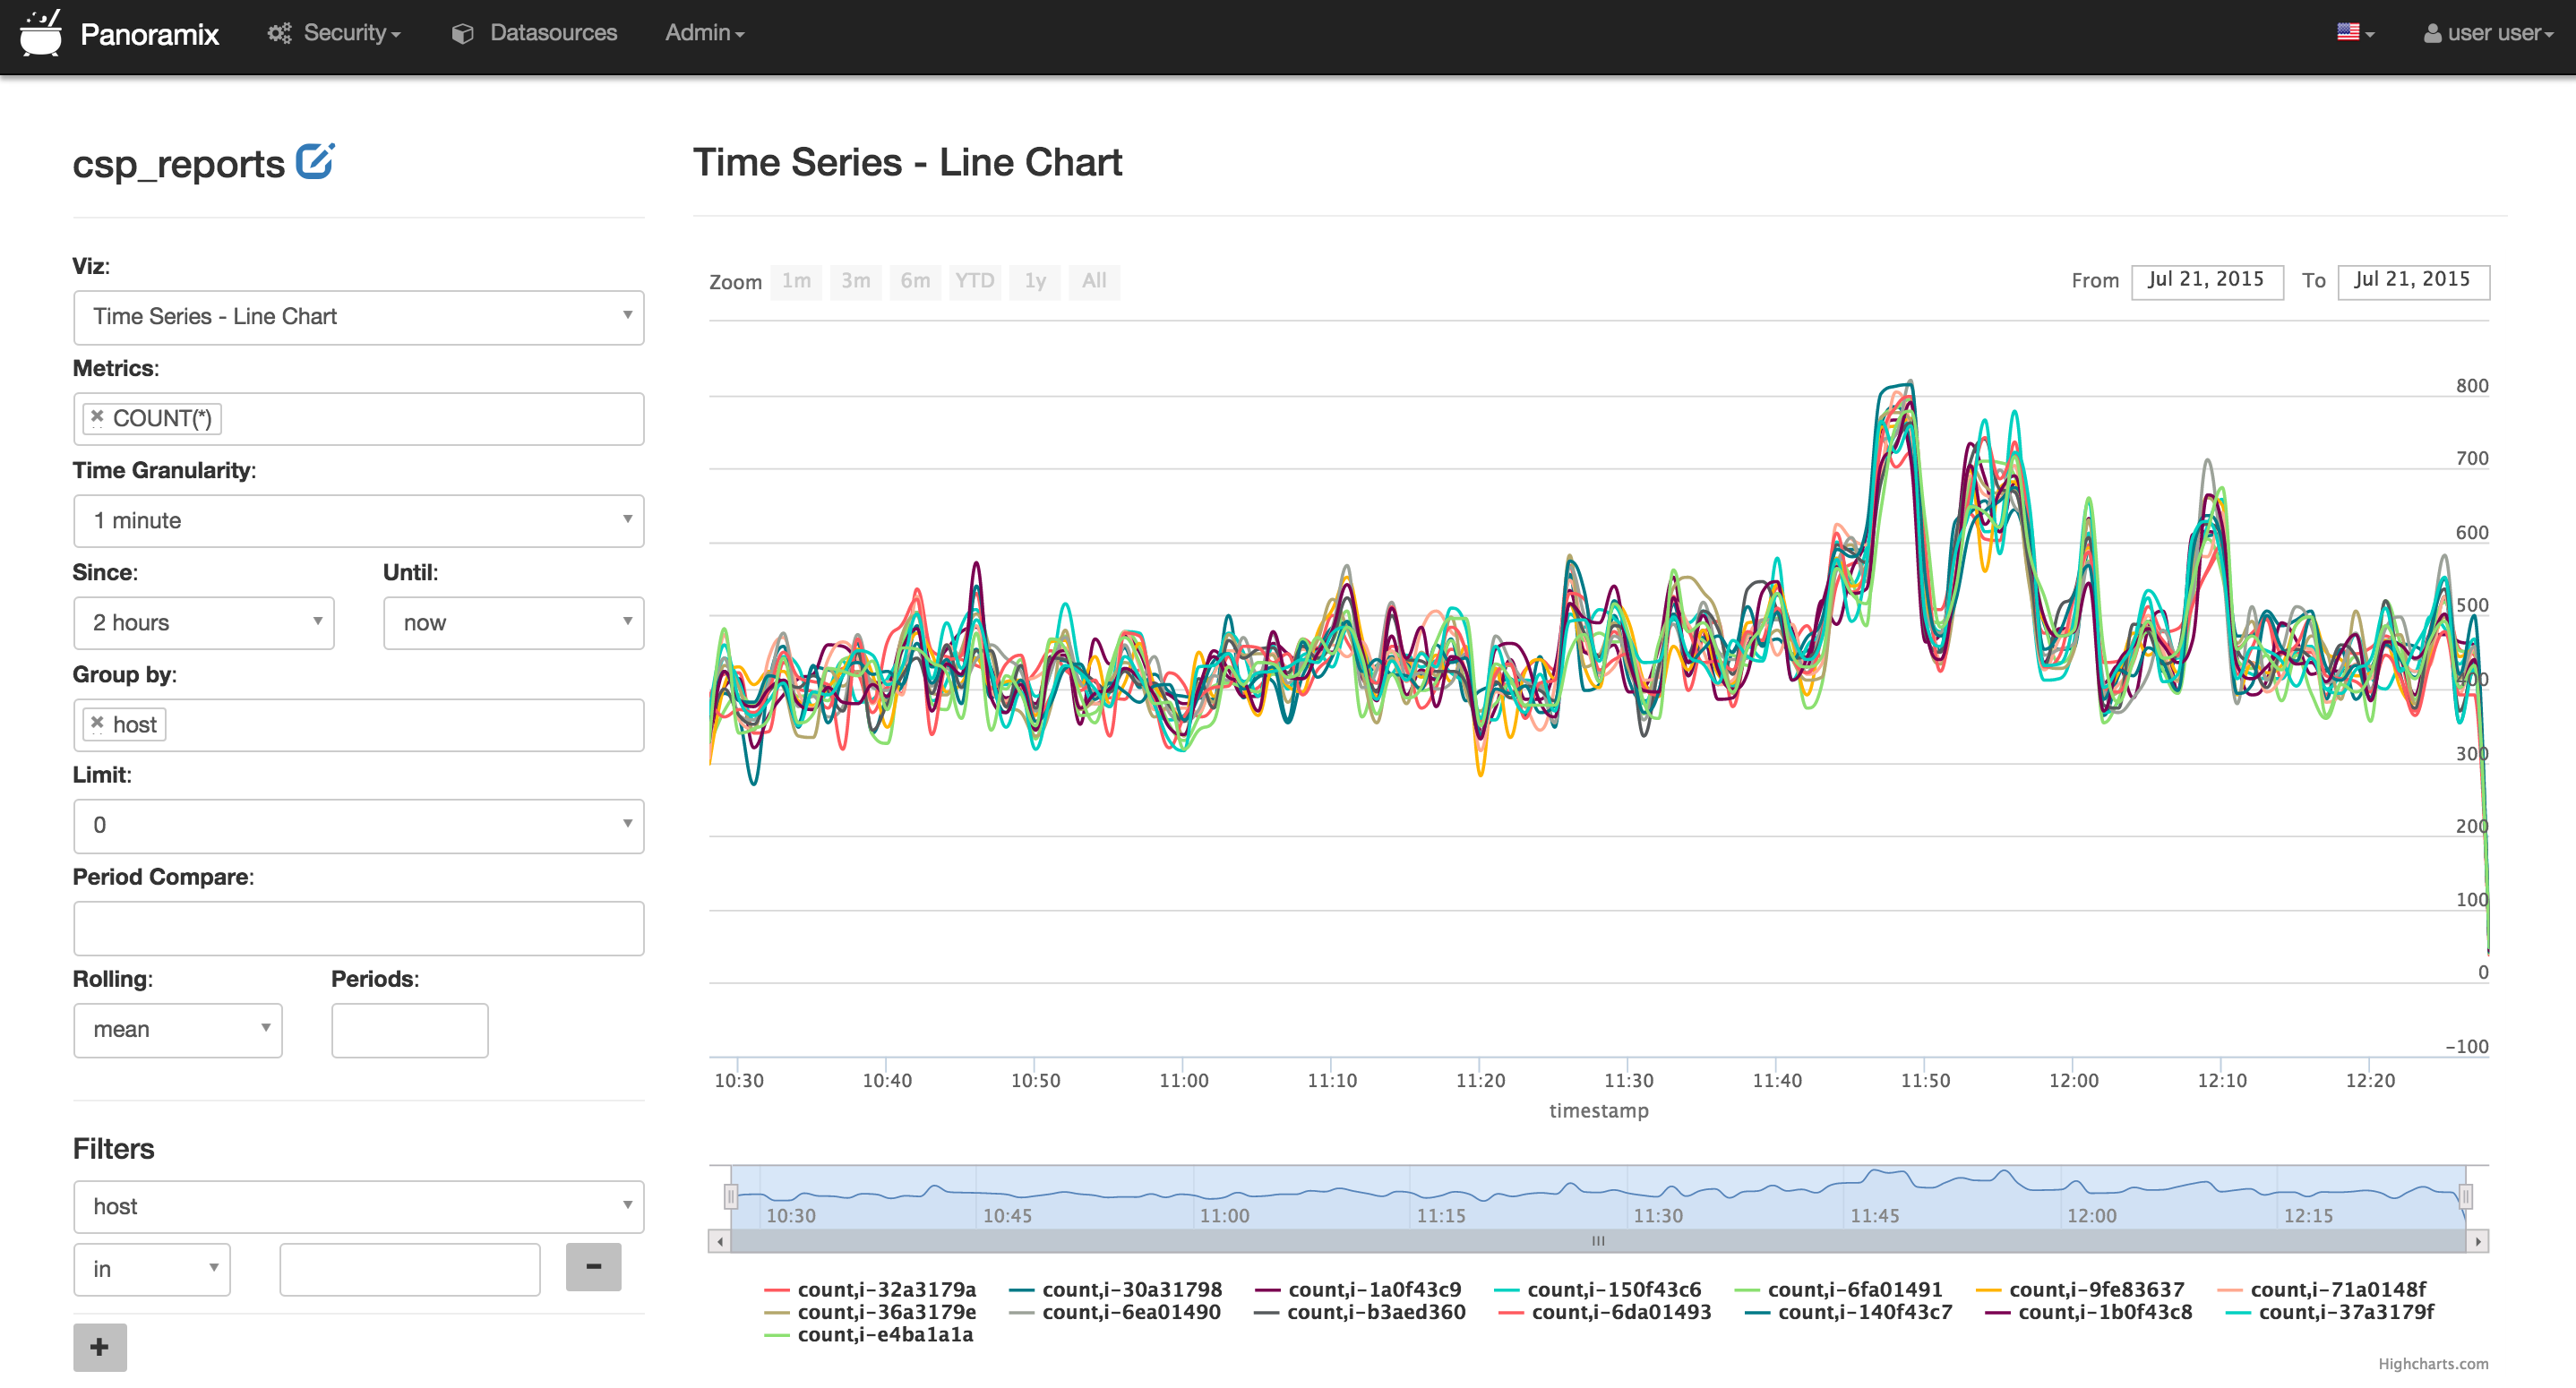 Panoramix Security Datasources Admin user user
csp_reports
Viz:
Time Series - Line Chart
Metrics:
× COUNT(*)
Time Granularity:
1 minute
Since: Until:
2 hours now
Group by:
× host
Limit:
0
Period Compare:
Rolling: Periods:
mean
Filters
host
in
Time Series - Line Chart
Zoom 1m 3m 6m YTD 1y All From Jul 21, 2015 To Jul 21, 2015
800
700
600
500
400
300
200
100
0
-100
10:30 10:40 10:50 11:00 11:10 11:20 11:30 11:40 11:50 12:00 12:10 12:20
timestamp
10:30 10:45 11:00 11:15 11:30 11:45 12:00 12:15
count,i-32a3179a count,i-30a31798 count,i-1a0f43c9 count,i-150f43c6 count,i-6fa01491 count,i-9fe83637 count,i-71a0148f
count,i-36a3179e count,i-6ea01490 count,i-b3aed360 count,i-6da01493 count,i-140f43c7 count,i-1b0f43c8 count,i-37a3179f
count,i-e4ba1a1a
Highcharts.com